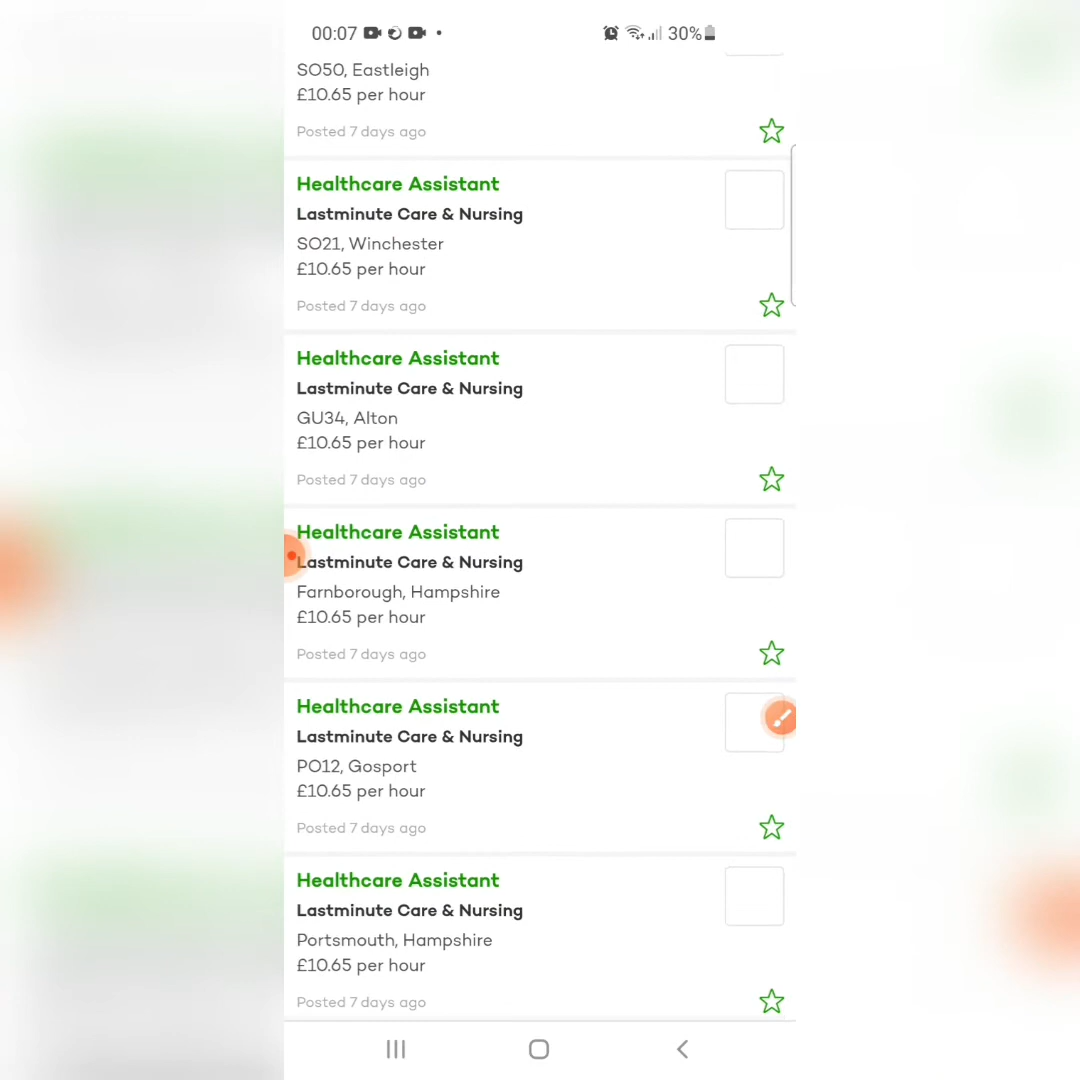 00:07
30%
SO50, Eastleigh
£10.65 per hour
Posted 7 days ago
Healthcare Assistant
Lastminute Care & Nursing
SO21, Winchester
£10.65 per hour
Posted 7 days ago
Healthcare Assistant
Lastminute Care & Nursing
GU34, Alton
£10.65 per hour
Posted 7 days ago
Healthcare Assistant
Lastminute Care & Nursing
Farnborough, Hampshire
£10.65 per hour
Posted 7 days ago
Healthcare Assistant
Lastminute Care & Nursing
PO12, Gosport
£10.65 per hour
Posted 7 days ago
Healthcare Assistant
Lastminute Care & Nursing
Portsmouth, Hampshire
£10.65 per hour
Posted 7 days ago